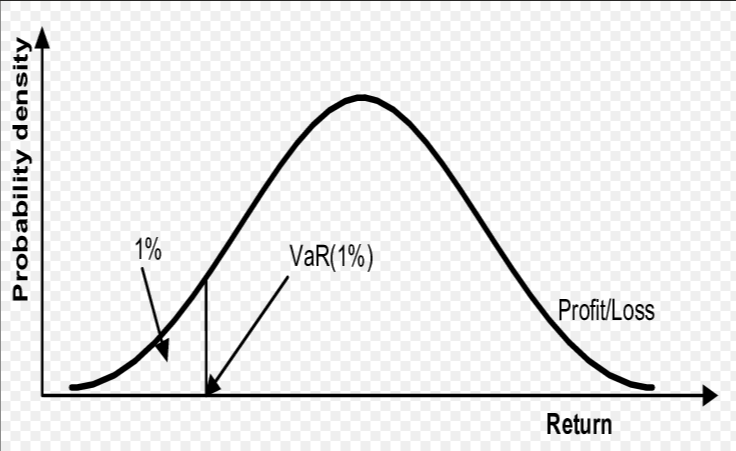 Probability density
1%
VaR(1%)
Profit/Loss
Return